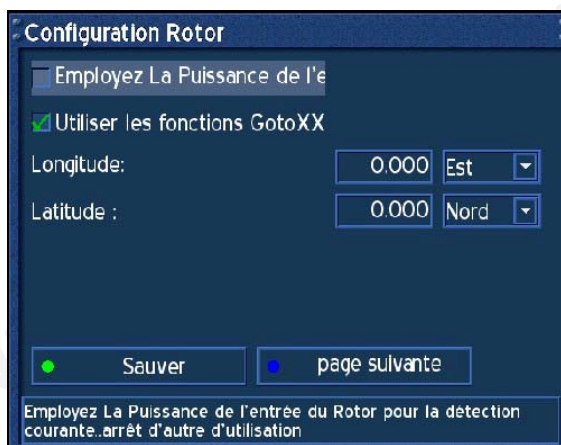 Configuration Rotor
Employez La Puissance de l'e
Utiliser les fonctions GotoXX
Longitude: 0.000 Est
Latitude : 0.000 Nord
Sauver page suivante
Employez La Puissance de l'entrée du Rotor pour la détection
courante..arrêt d'autre d'utilisation